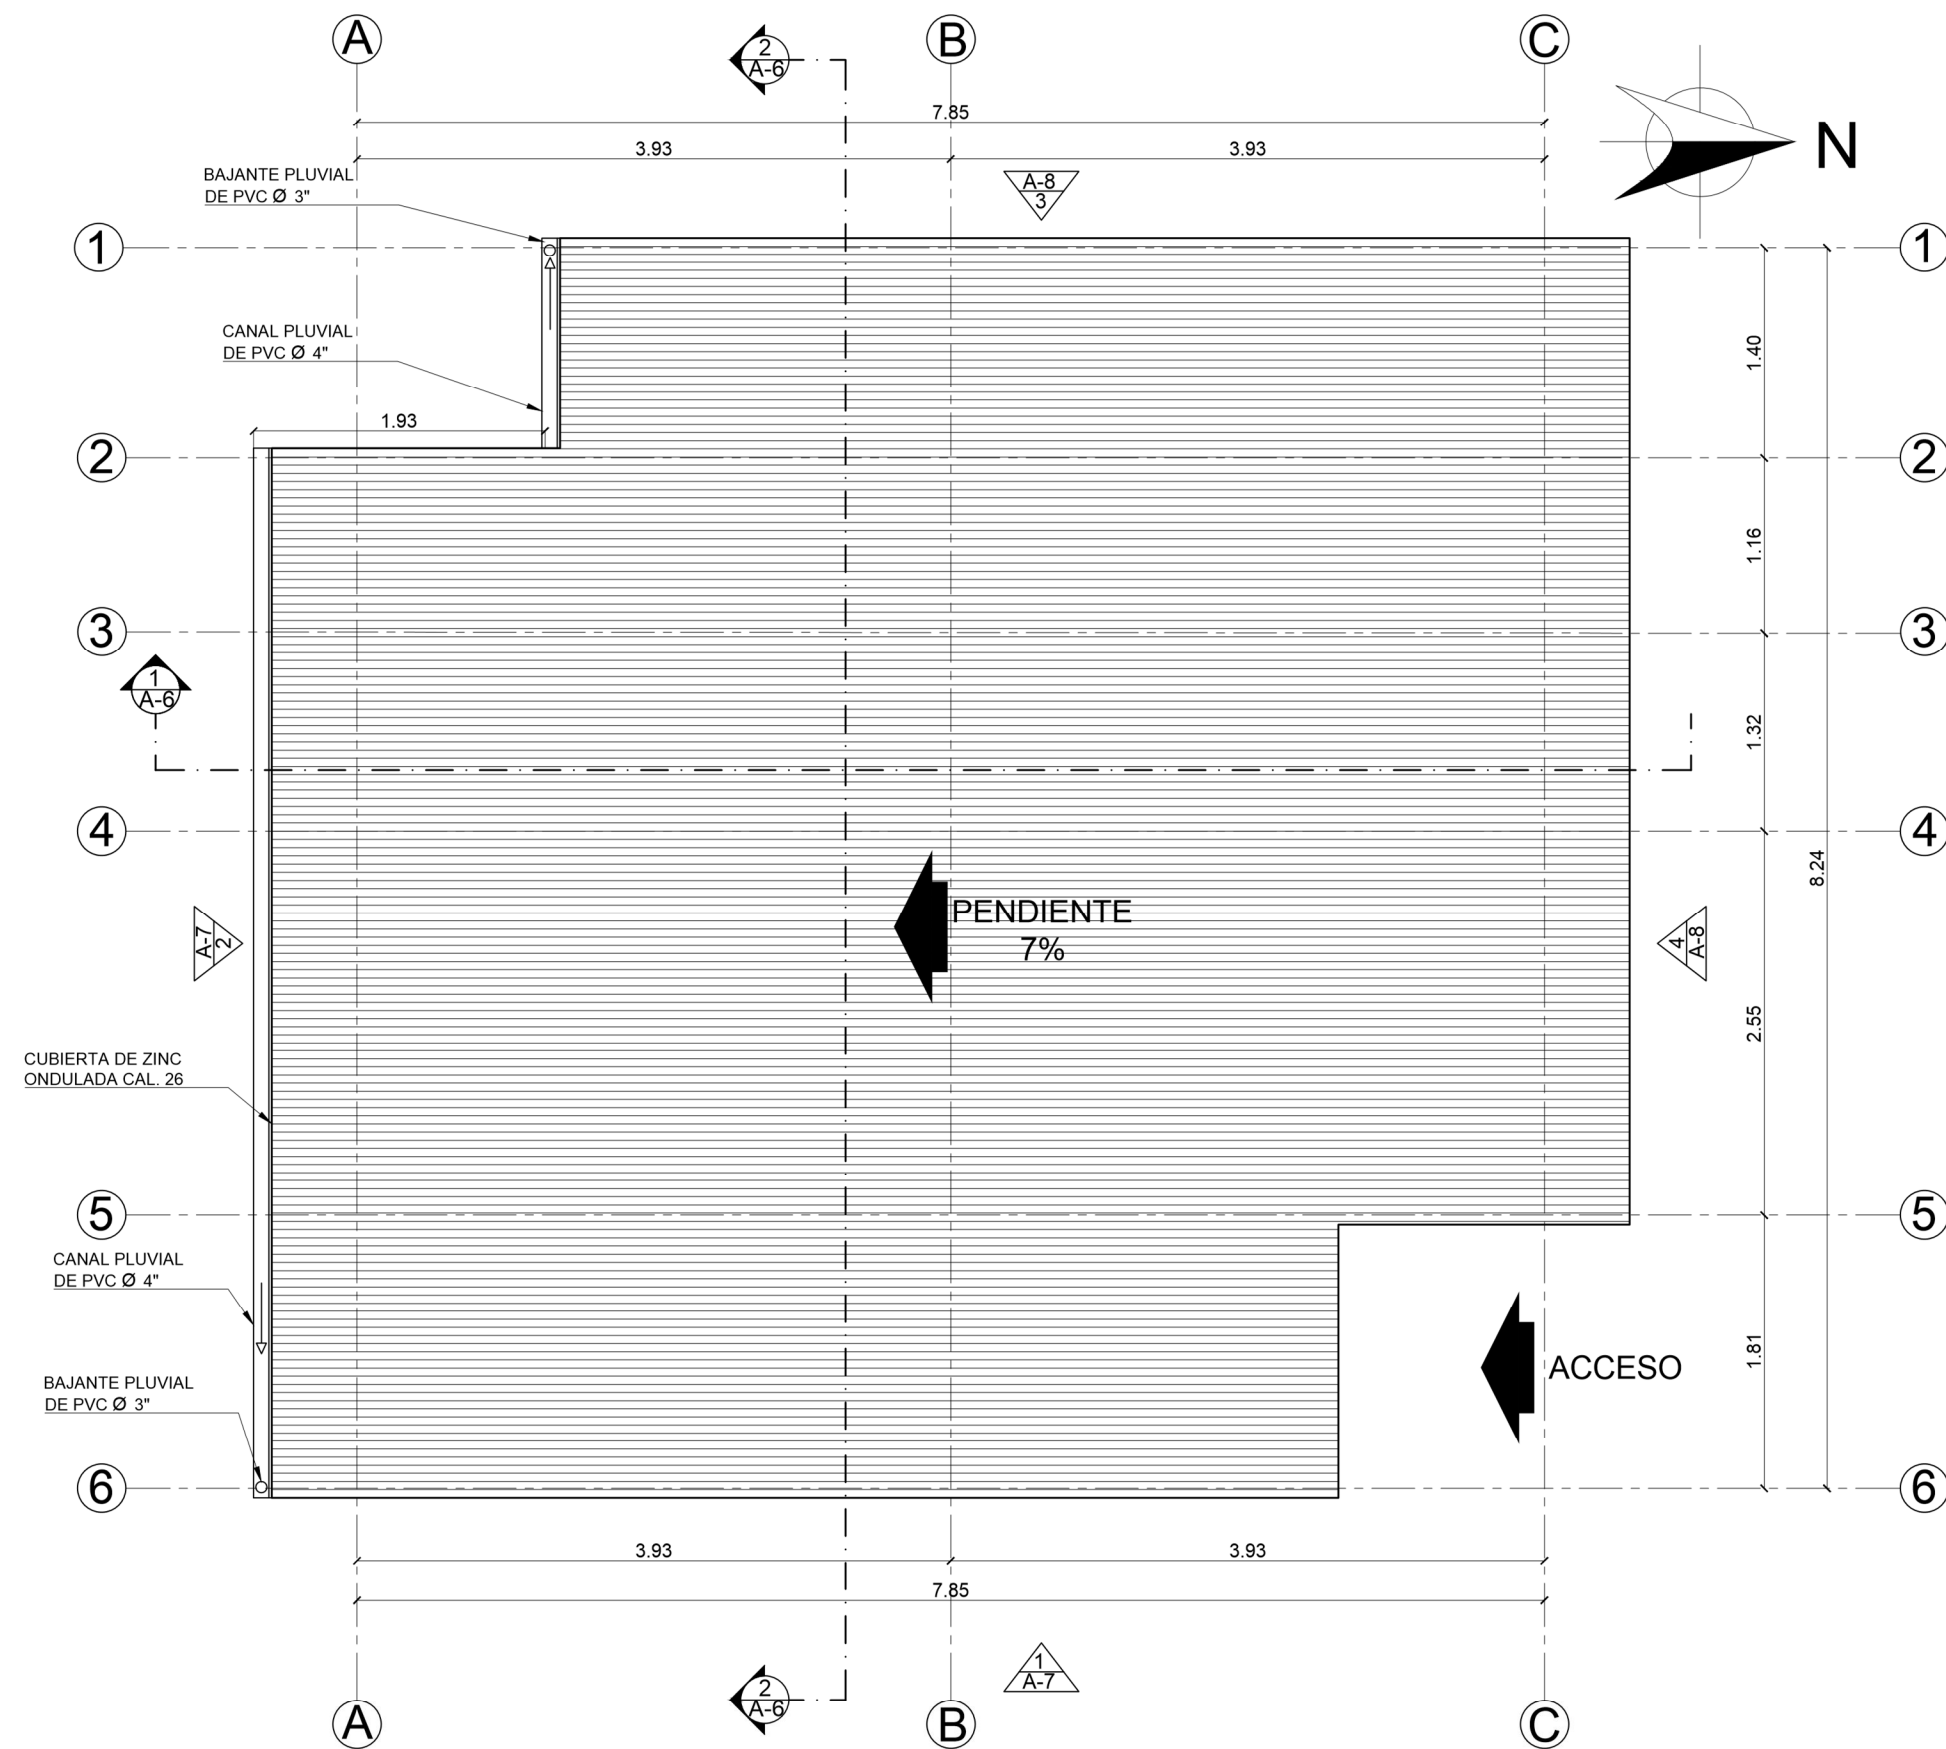 A
B
C
2
A-6
7.85
3.93
3.93
N
BAJANTE PLUVIAL
DE PVC Ø 3"
A-8
3
1
1
CANAL PLUVIAL
DE PVC Ø 4"
1.40
1.93
2
2
1.16
3
3
1
A-6
1.32
4
4
8.24
PENDIENTE
7%
A-7
2
4
A-8
2.55
CUBIERTA DE ZINC
ONDULADA CAL. 26
5
5
CANAL PLUVIAL
DE PVC Ø 4"
1.81
ACCESO
BAJANTE PLUVIAL
DE PVC Ø 3"
6
6
3.93
3.93
7.85
1
A-7
2
A-6
A
B
C